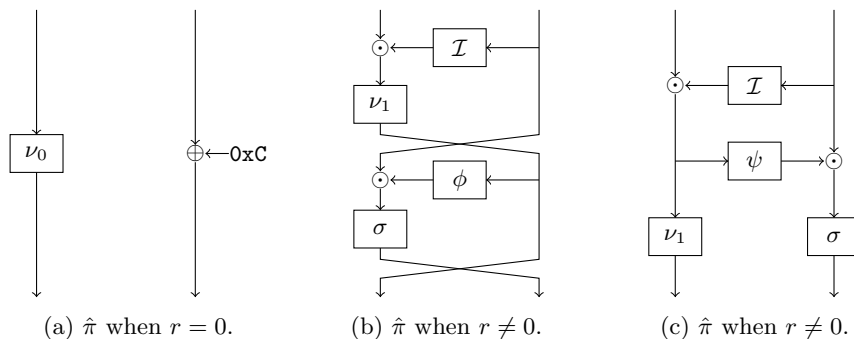 ⊙ 𝓘 ⊙ 𝓘
ν₁
ν₀ ⊕ 0xC ⊙ φ ψ ⊙
σ ν₁ σ
(a) π̂ when r = 0. (b) π̂ when r ≠ 0. (c) π̂ when r ≠ 0.